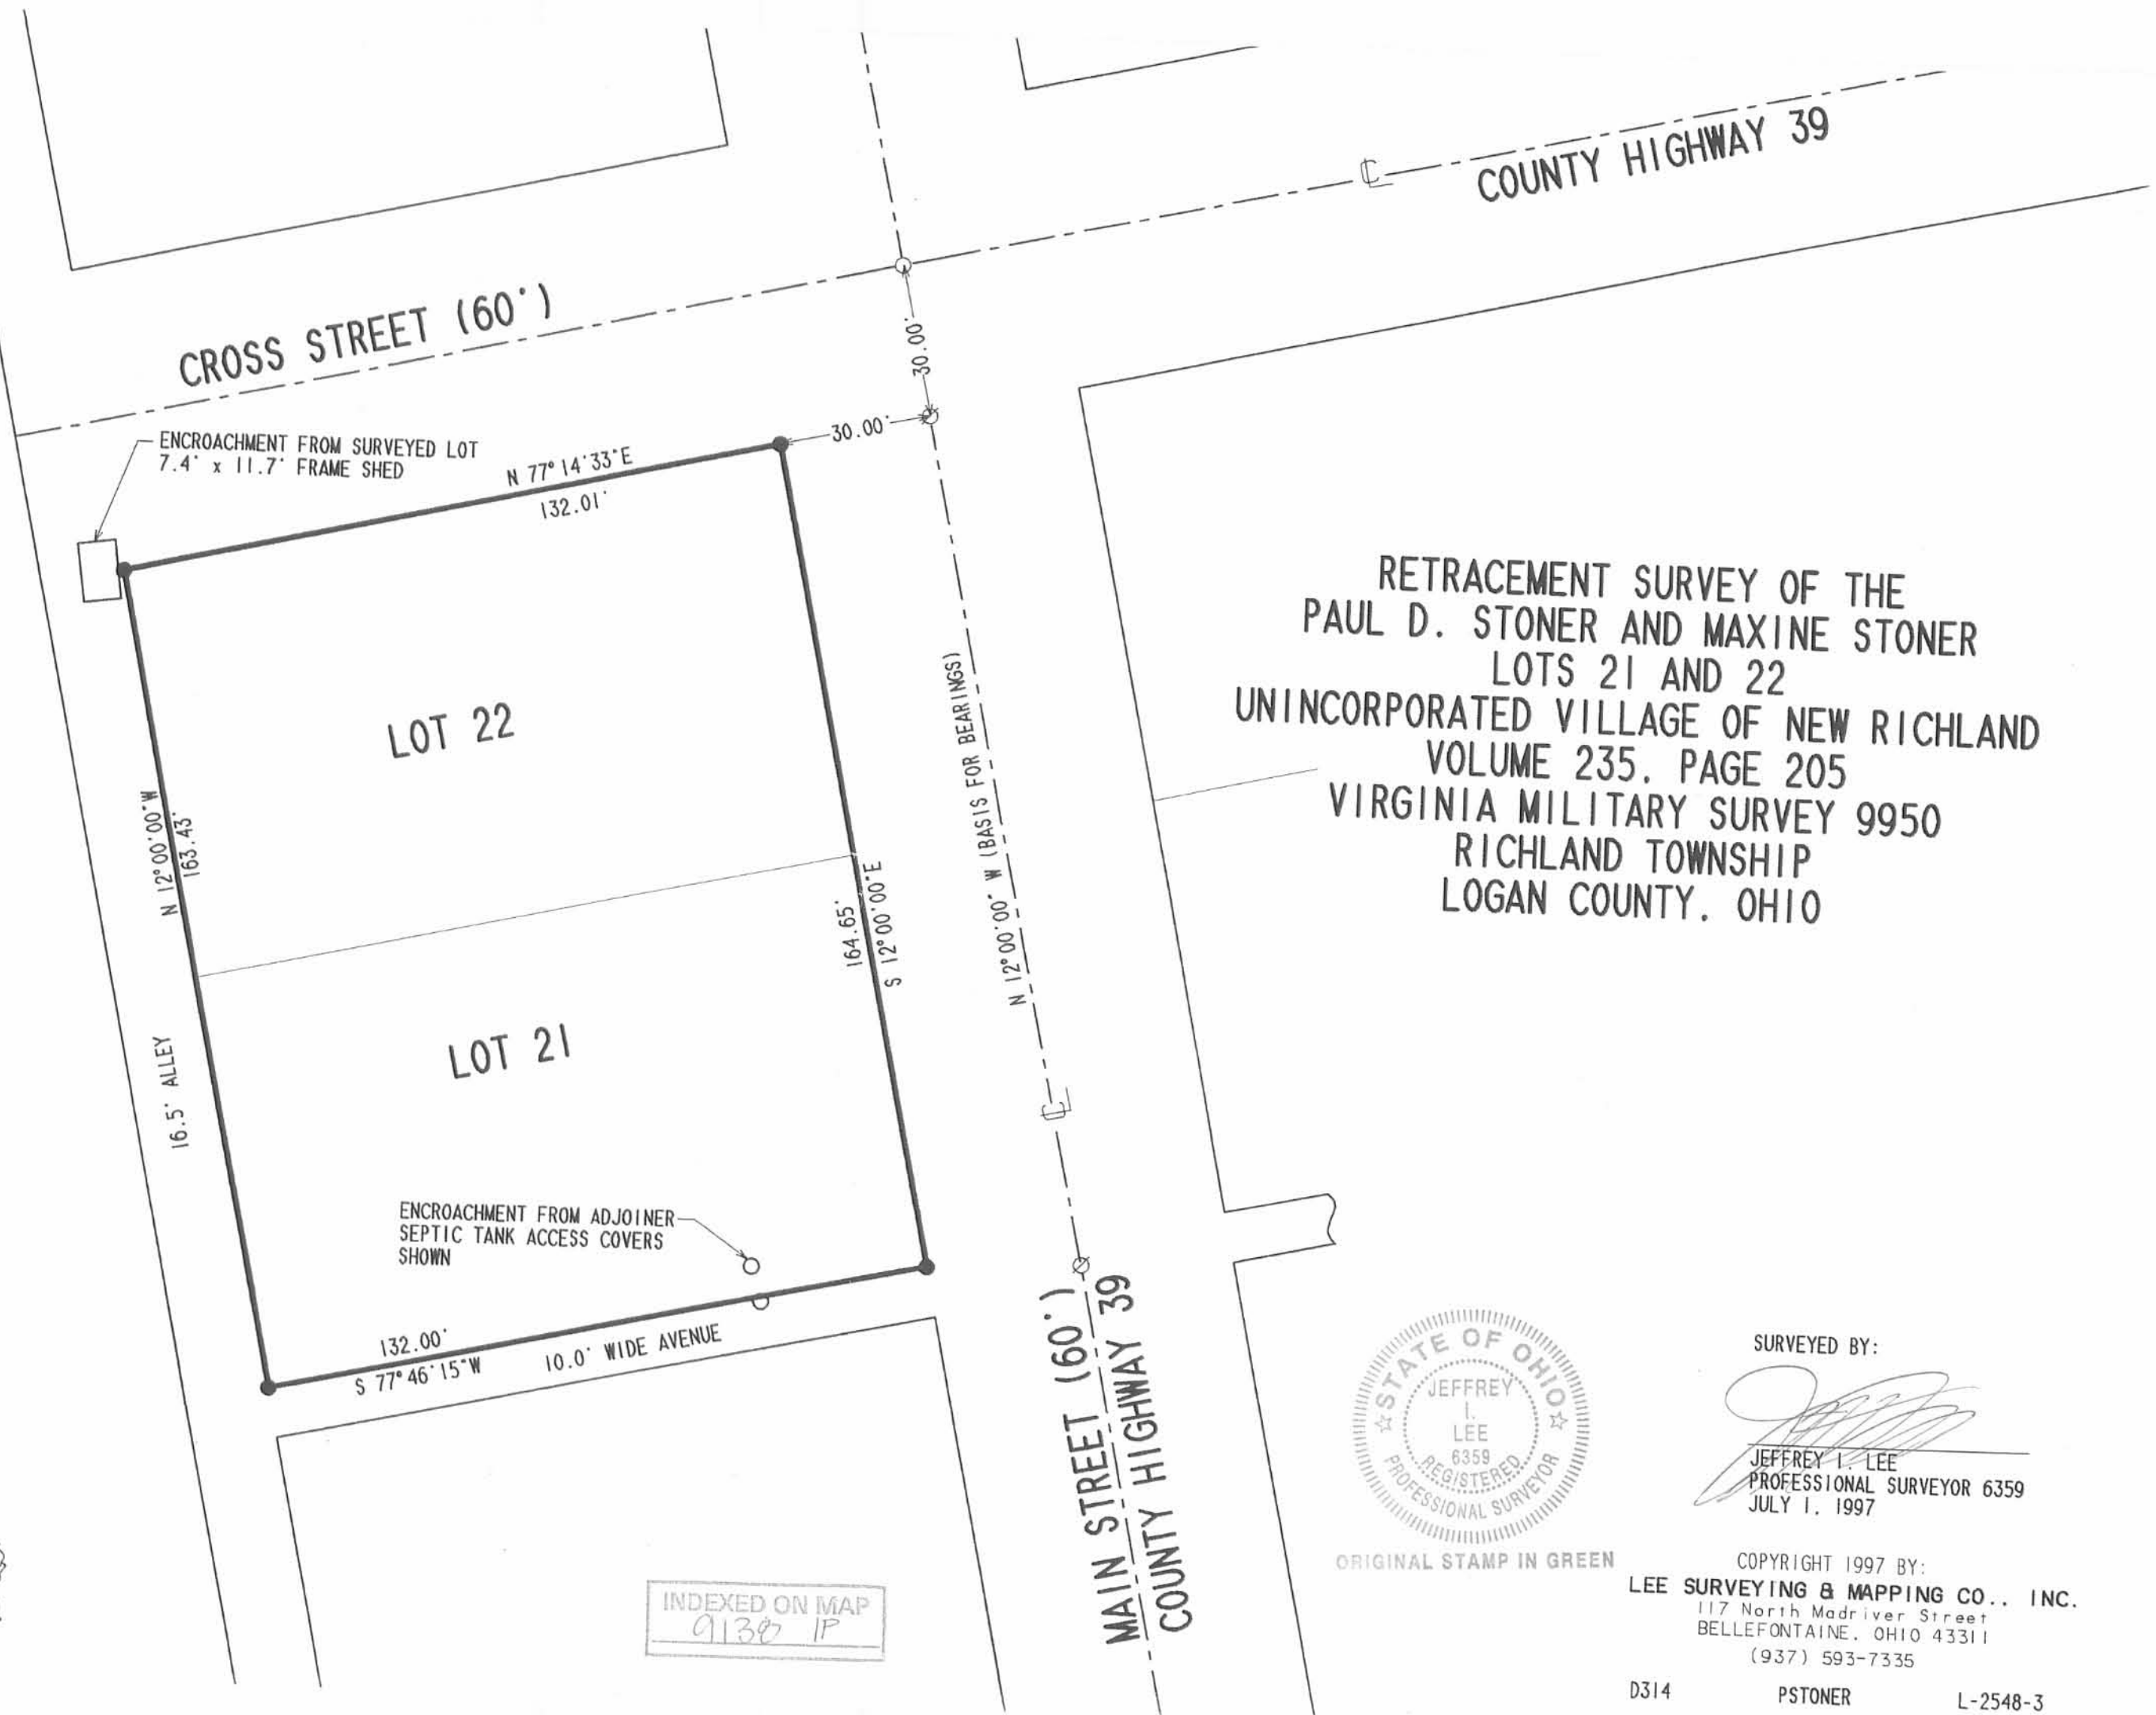 COUNTY HIGHWAY 39
CROSS STREET (60')
30.00'
30.00'
ENCROACHMENT FROM SURVEYED LOT
7.4' x 11.7' FRAME SHED
N 77° 14'33"E
132.01'
LOT 22
N 12° 00'00"W
163.43'
164.65'
S 12° 00'00"E
N 12° 00'00" W (BASIS FOR BEARINGS)
RETRACEMENT SURVEY OF THE
PAUL D. STONER AND MAXINE STONER
LOTS 21 AND 22
UNINCORPORATED VILLAGE OF NEW RICHLAND
VOLUME 235. PAGE 205
VIRGINIA MILITARY SURVEY 9950
RICHLAND TOWNSHIP
LOGAN COUNTY. OHIO
LOT 21
16.5' ALLEY
ENCROACHMENT FROM ADJOINER
SEPTIC TANK ACCESS COVERS
SHOWN
132.00'
S 77° 46'15"W
10.0' WIDE AVENUE
MAIN STREET (60')
COUNTY HIGHWAY 39
STATE OF OHIO
JEFFREY
I.
LEE
6359
REGISTERED
PROFESSIONAL SURVEYOR
ORIGINAL STAMP IN GREEN
SURVEYED BY:
JEFFREY I. LEE
PROFESSIONAL SURVEYOR 6359
JULY 1. 1997
COPYRIGHT 1997 BY:
LEE SURVEYING & MAPPING CO.. INC.
117 North Madriver Street
BELLEFONTAINE. OHIO 43311
(937) 593-7335
INDEXED ON MAP
1P
D314
PSTONER
L-2548-3